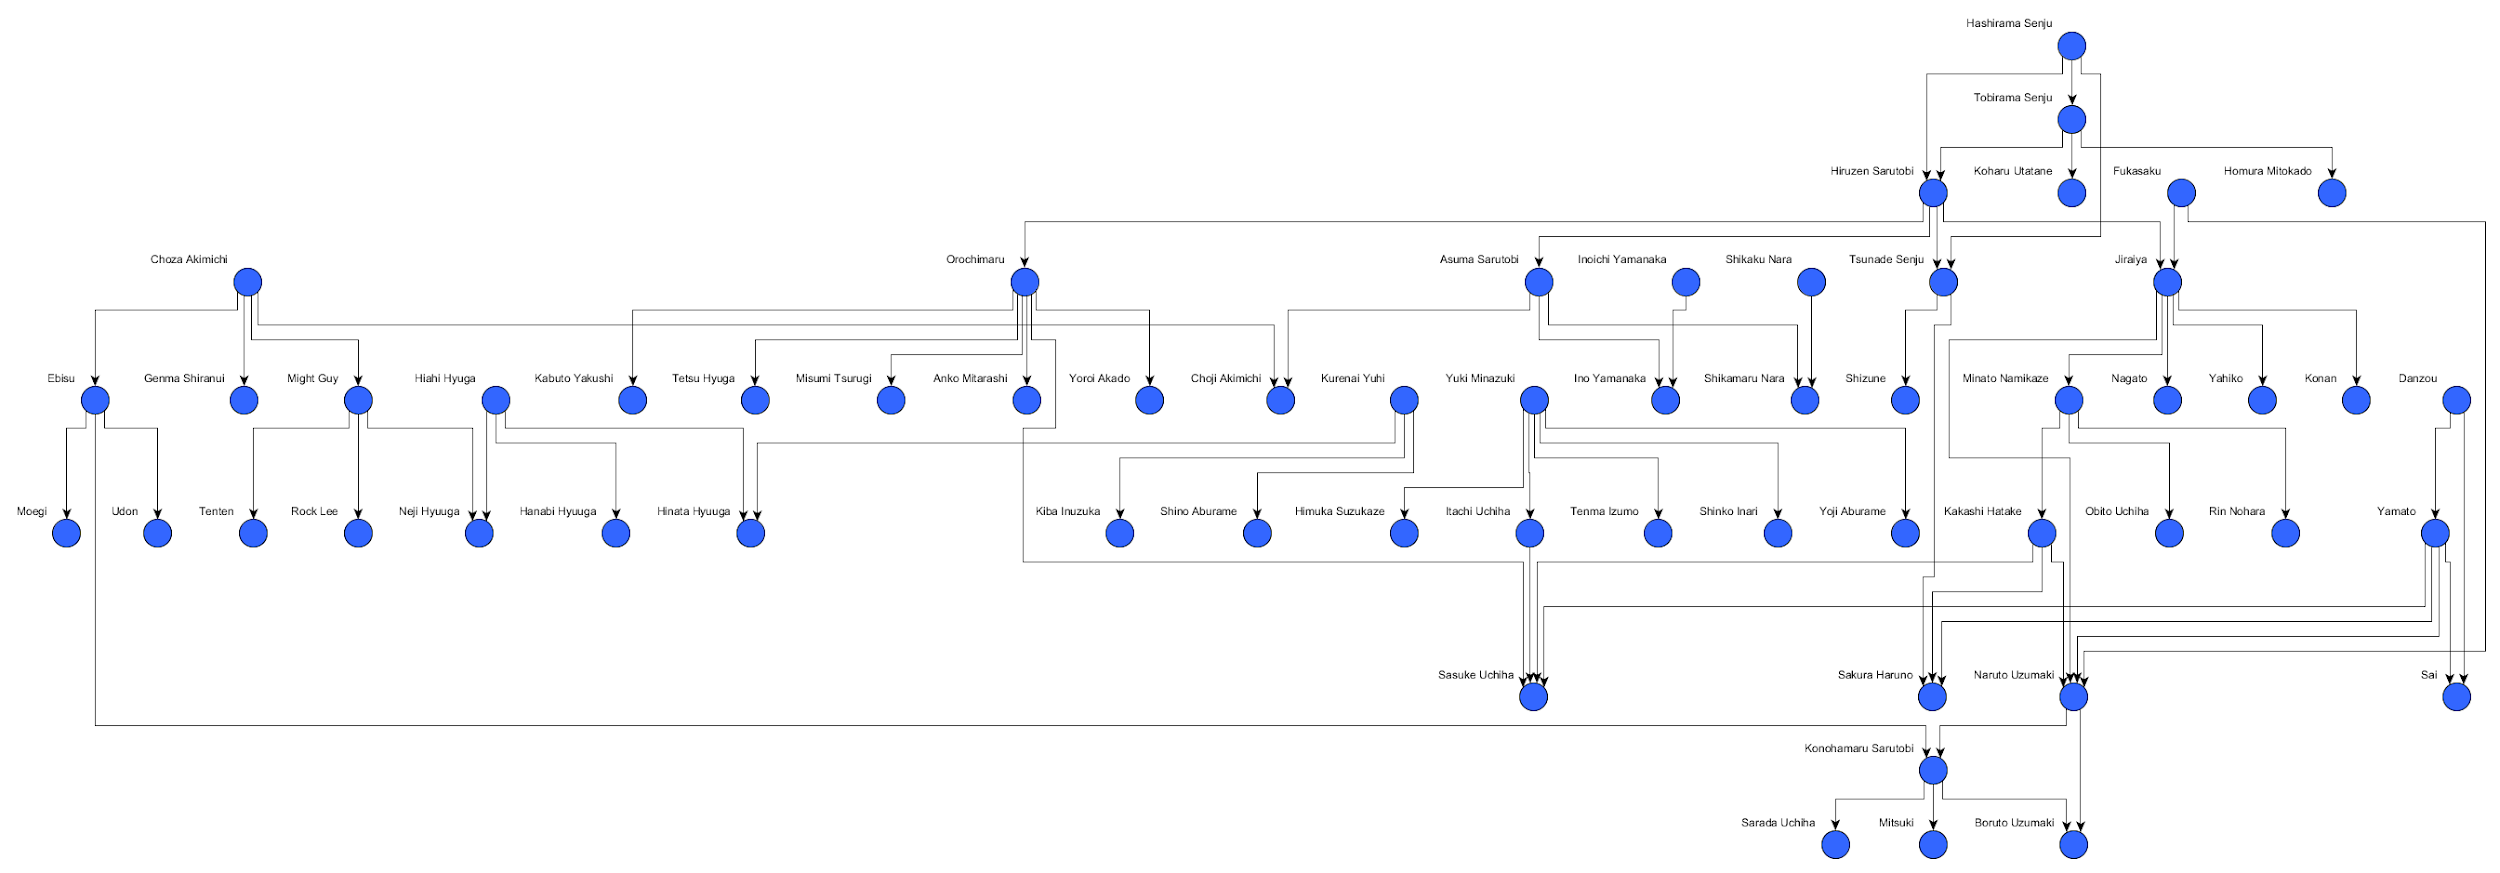 Hashirama Senju
Tobirama Senju
Hiruzen Sarutobi
Koharu Utatane
Fukasaku
Homura Mitokado
Choza Akimichi
Orochimaru
Asuma Sarutobi
Inoichi Yamanaka
Shikaku Nara
Tsunade Senju
Jiraiya
Ebisu
Genma Shiranui
Might Guy
Hiahi Hyuga
Kabuto Yakushi
Tetsu Hyuga
Misumi Tsurugi
Anko Mitarashi
Yoroi Akado
Choji Akimichi
Kurenai Yuhi
Yuki Minazuki
Ino Yamanaka
Shikamaru Nara
Shizune
Minato Namikaze
Nagato
Yahiko
Konan
Danzou
Moegi
Udon
Tenten
Rock Lee
Neji Hyuuga
Hanabi Hyuuga
Hinata Hyuuga
Kiba Inuzuka
Shino Aburame
Himuka Suzukaze
Itachi Uchiha
Tenma Izumo
Shinko Inari
Yoji Aburame
Kakashi Hatake
Obito Uchiha
Rin Nohara
Yamato
Sasuke Uchiha
Sakura Haruno
Naruto Uzumaki
Sai
Konohamaru Sarutobi
Sarada Uchiha
Mitsuki
Boruto Uzumaki